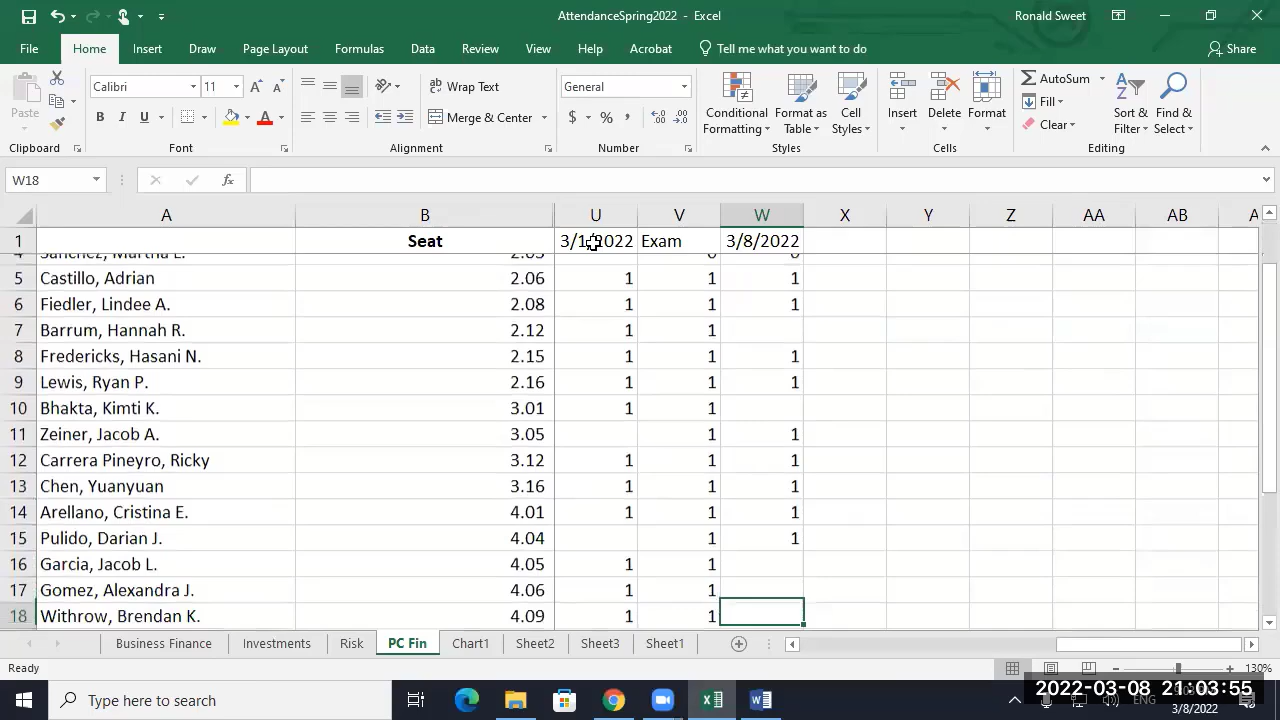 AttendanceSpring2022 - Excel
Ronald Sweet
File Home Insert Draw Page Layout Formulas Data Review View Help Acrobat Tell me what you want to do Share
Paste
Clipboard
Calibri 11
B I U A
Font
Wrap Text
Merge & Center
Alignment
General
$ % ,
Number
Conditional Formatting
Format as Table
Cell Styles
Styles
Insert Delete Format
Cells
AutoSum
Fill
Clear
Sort & Filter
Find & Select
Editing
W18
fx
A B U V W X Y Z AA AB
1 Seat 3/1/2022 Exam 3/8/2022
4 Sanchez, Martha E. 2.05 0 0
5 Castillo, Adrian 2.06 1 1 1
6 Fiedler, Lindee A. 2.08 1 1 1
7 Barrum, Hannah R. 2.12 1 1
8 Fredericks, Hasani N. 2.15 1 1 1
9 Lewis, Ryan P. 2.16 1 1 1
10 Bhakta, Kimti K. 3.01 1 1
11 Zeiner, Jacob A. 3.05 1 1
12 Carrera Pineyro, Ricky 3.12 1 1 1
13 Chen, Yuanyuan 3.16 1 1 1
14 Arellano, Cristina E. 4.01 1 1 1
15 Pulido, Darian J. 4.04 1 1
16 Garcia, Jacob L. 4.05 1 1
17 Gomez, Alexandra J. 4.06 1 1
18 Withrow, Brendan K. 4.09 1 1
Business Finance Investments Risk PC Fin Chart1 Sheet2 Sheet3 Sheet1
Ready
130%
Type here to search
2022-03-08 21:03:55
ENG
3/8/2022